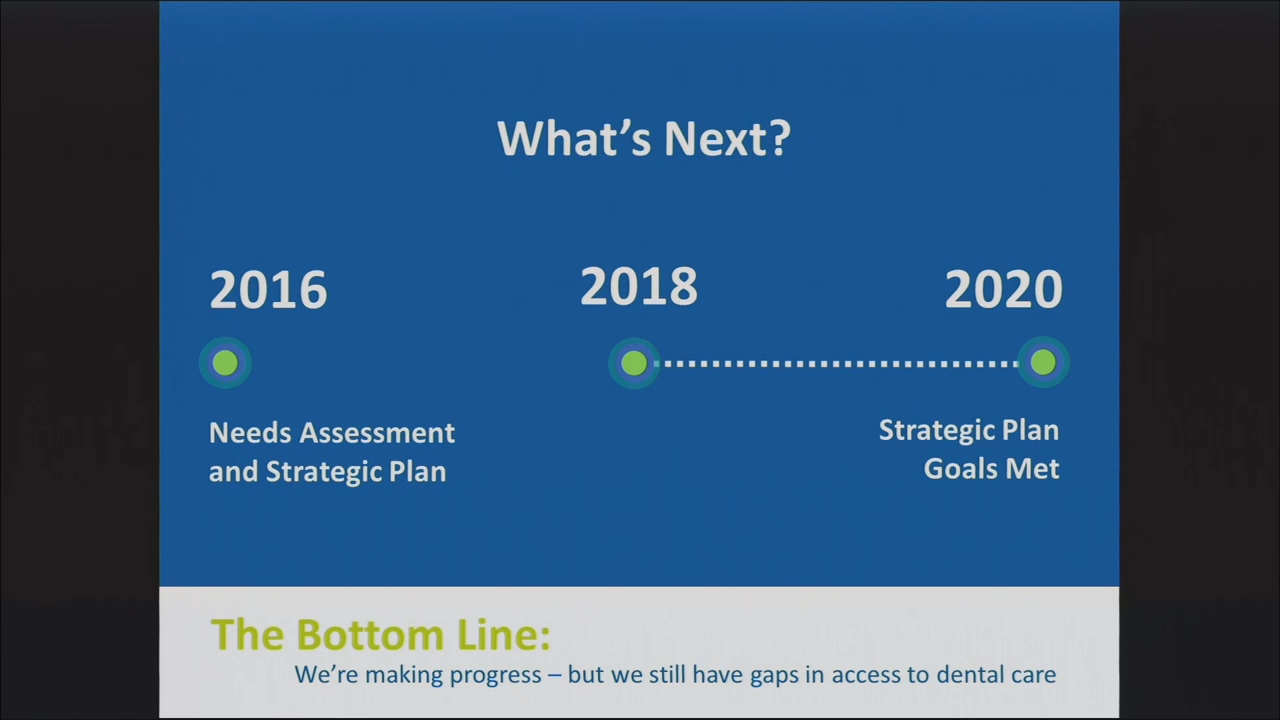 What's Next?
2016
2018
2020
Needs Assessment
and Strategic Plan
Strategic Plan
Goals Met
The Bottom Line:
We're making progress – but we still have gaps in access to dental care